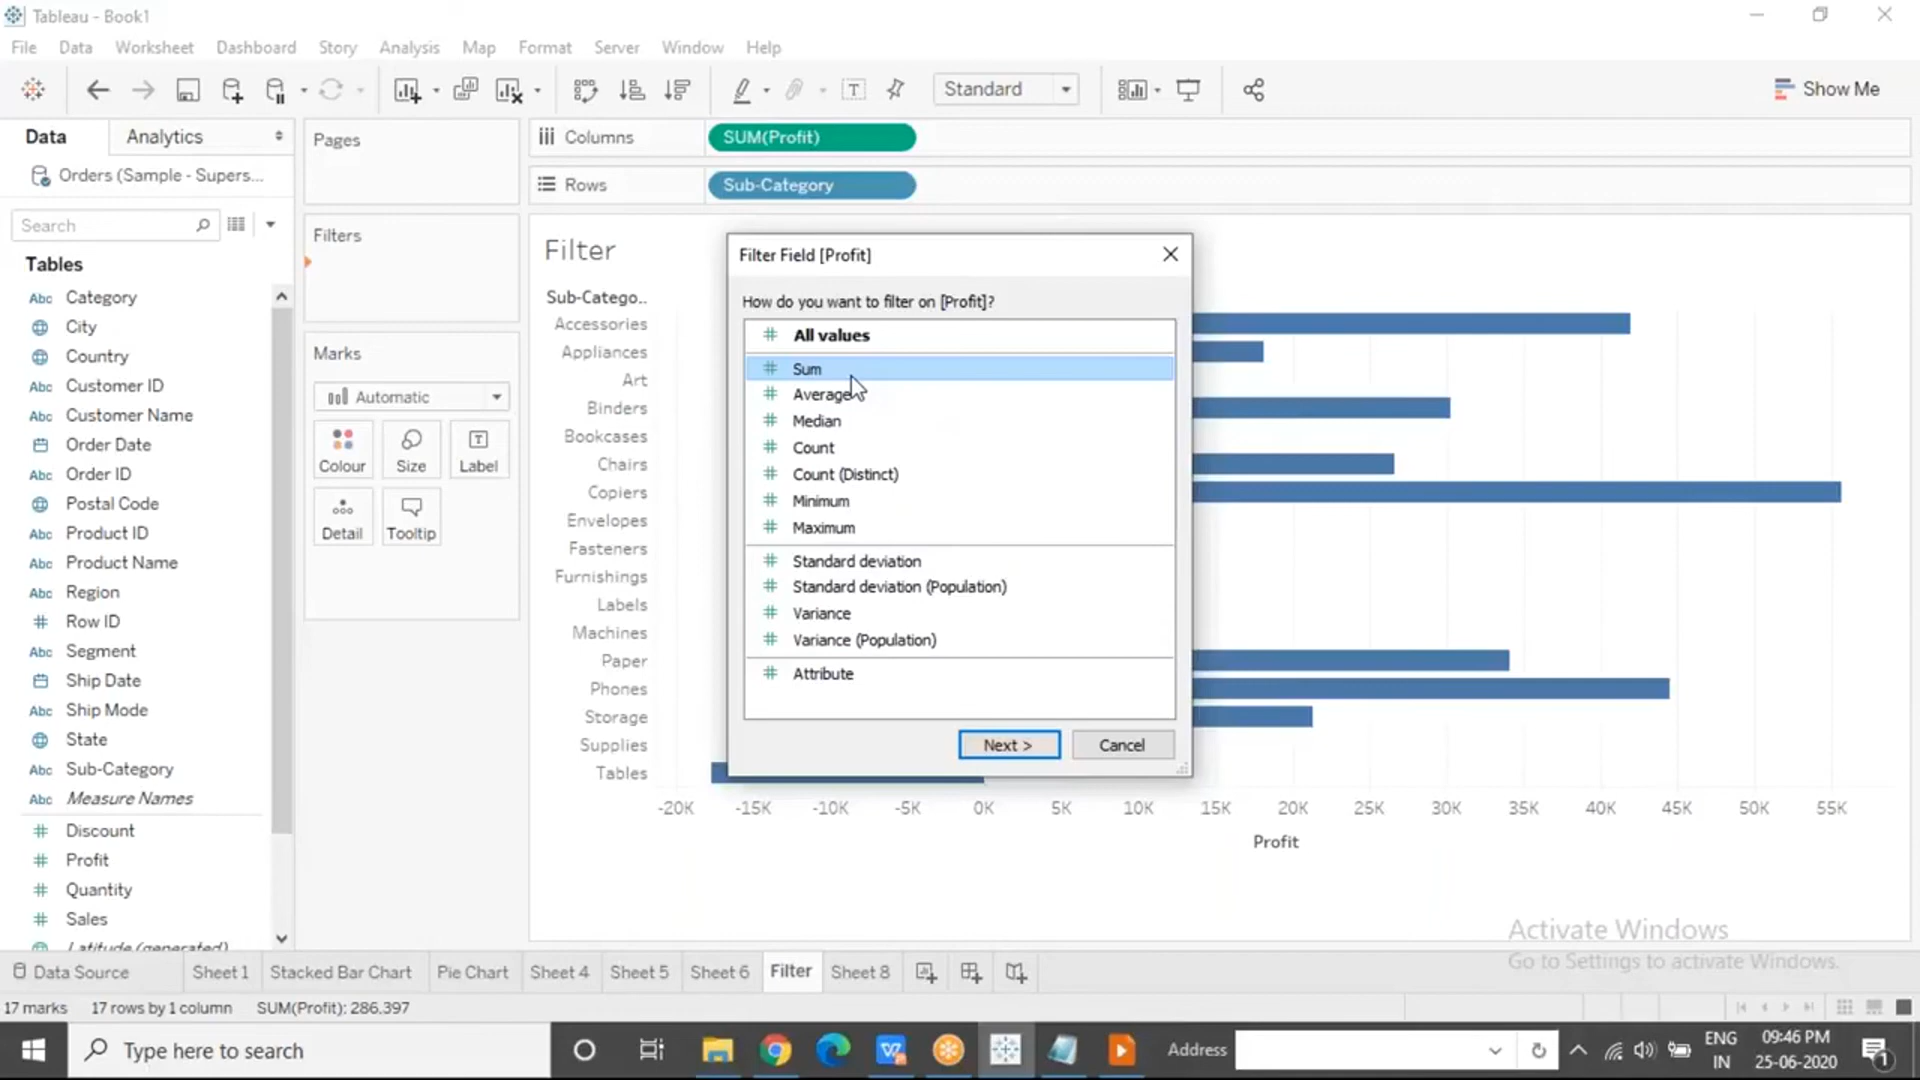 Tableau - Book1
File Data Worksheet Dashboard Story Analysis Map Format Server Window Help
Standard
Show Me
Data Analytics
Pages
Columns SUM(Profit)
Orders (Sample - Supers...
Rows Sub-Category
Search
Filters
Filter
Tables
Category
City
Country
Customer ID
Customer Name
Order Date
Order ID
Postal Code
Product ID
Product Name
Region
Row ID
Segment
Ship Date
Ship Mode
State
Sub-Category
Measure Names
Discount
Profit
Quantity
Sales
Latitude (generated)
Abc
Abc
Abc
Abc
Abc
Abc
Abc
Abc
Abc
Abc
Abc
Marks
Automatic
Colour Size Label
Detail Tooltip
Sub-Catego..
Accessories
Appliances
Art
Binders
Bookcases
Chairs
Copiers
Envelopes
Fasteners
Furnishings
Labels
Machines
Paper
Phones
Storage
Supplies
Tables
Filter Field [Profit]
How do you want to filter on [Profit]?
All values
Sum
Average
Median
Count
Count (Distinct)
Minimum
Maximum
Standard deviation
Standard deviation (Population)
Variance
Variance (Population)
Attribute
Next > Cancel
-20K -15K -10K -5K 0K 5K 10K 15K 20K 25K 30K 35K 40K 45K 50K 55K
Profit
Activate Windows
Go to Settings to activate Windows.
Data Source Sheet 1 Stacked Bar Chart Pie Chart Sheet 4 Sheet 5 Sheet 6 Filter Sheet 8
17 marks 17 rows by 1 column SUM(Profit): 286.397
Type here to search
Address
ENG
IN
09:46 PM
25-06-2020
1